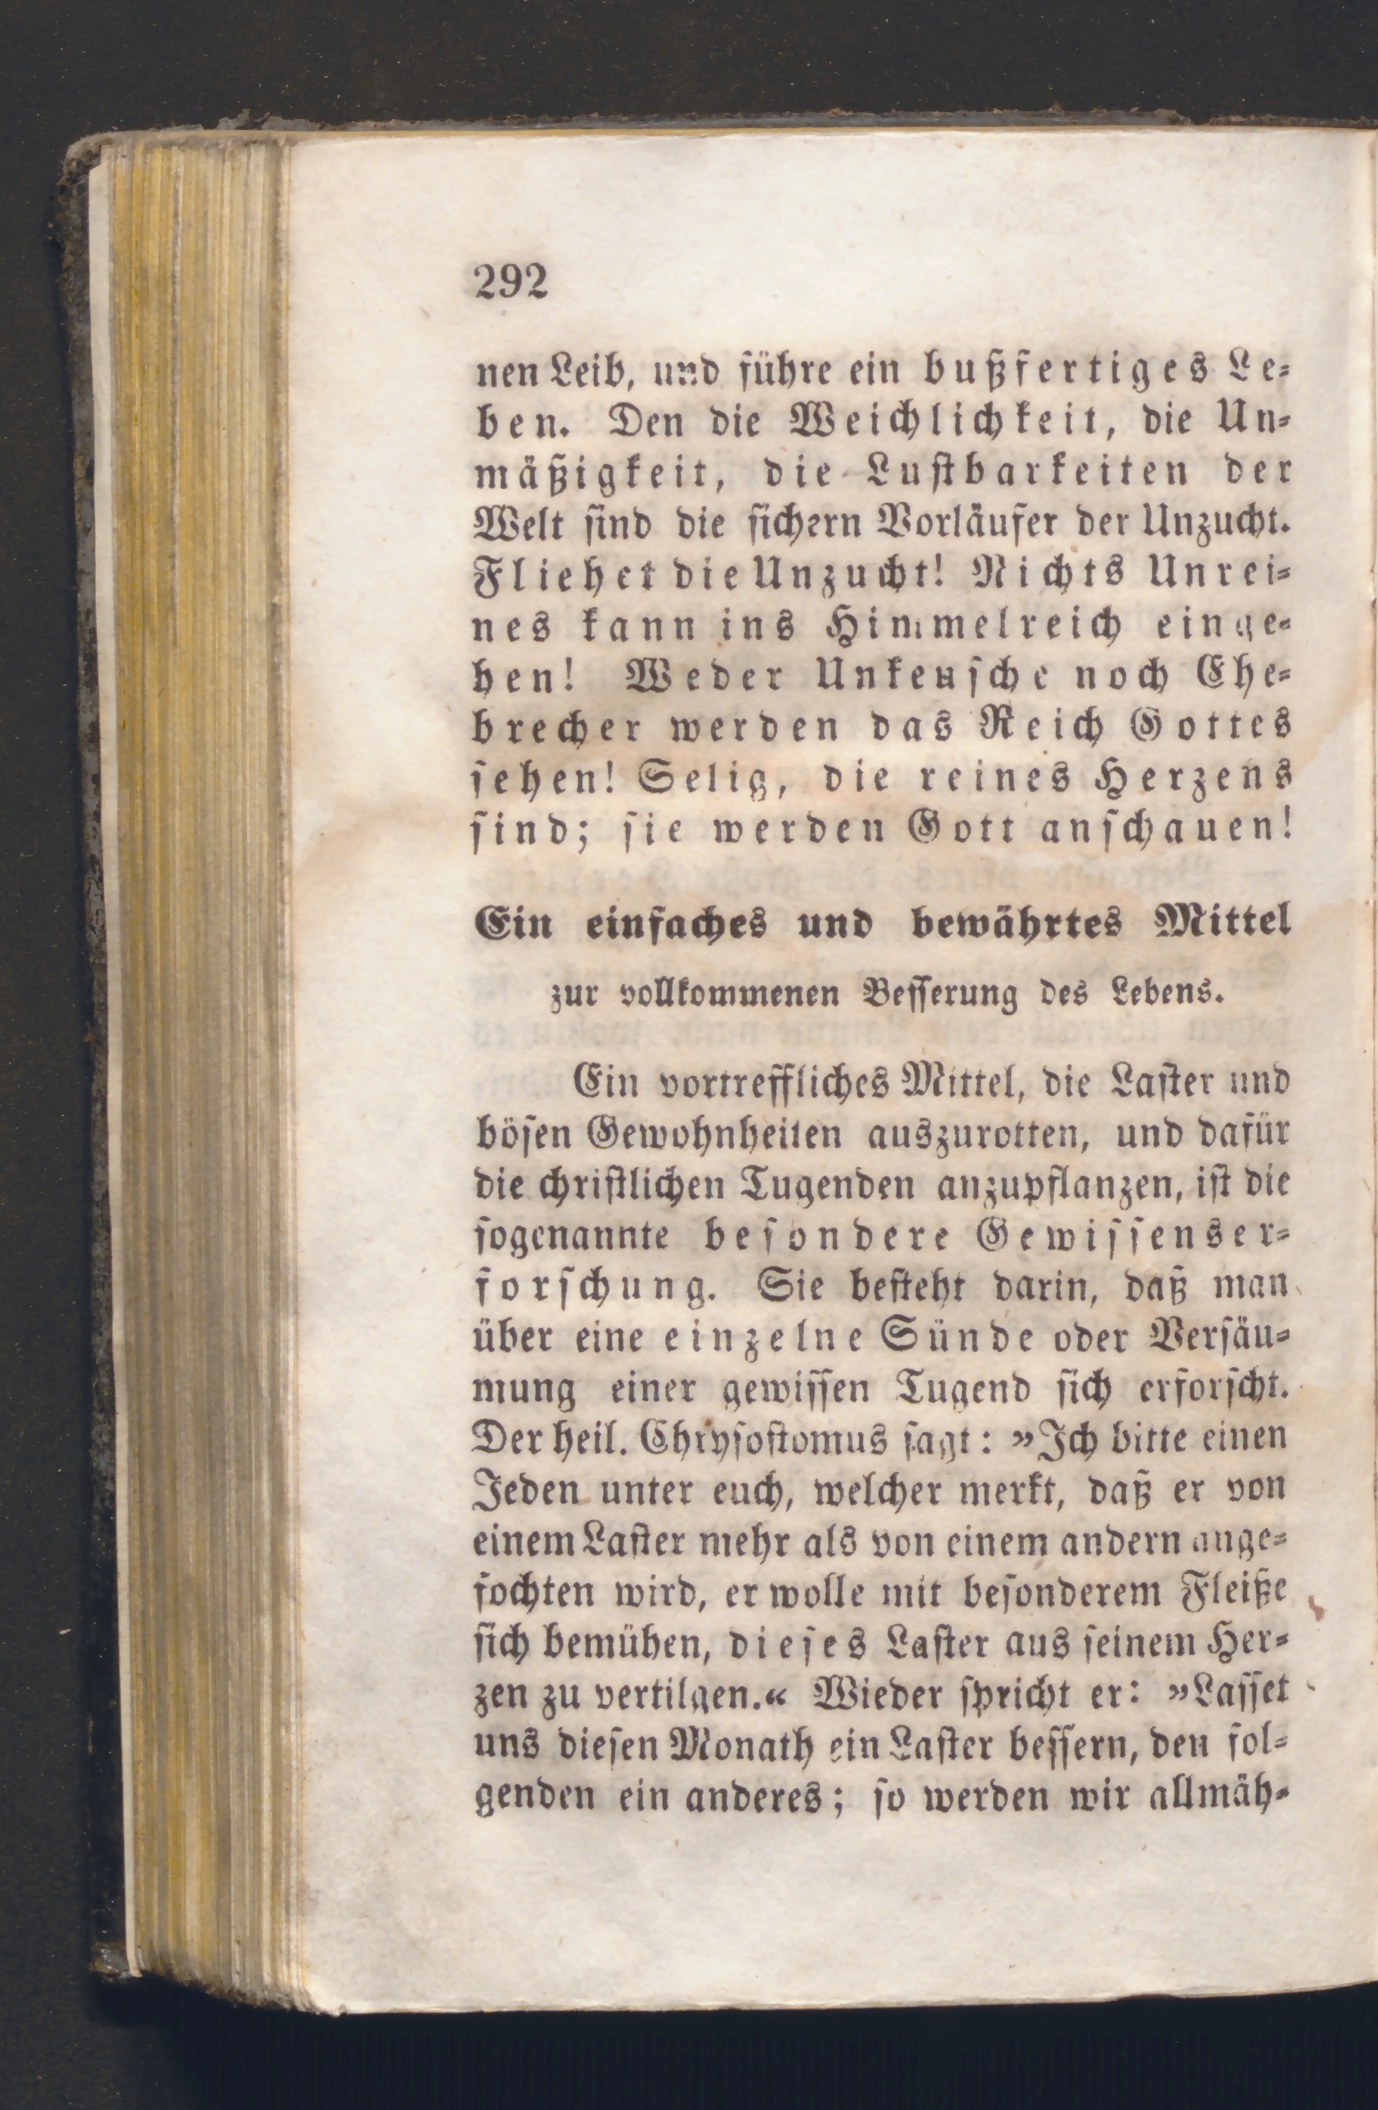 292
nen Leib, und führe ein bußfertiges Le-
ben. Den die Weichlichkeit, die Un-
mäßigkeit, die Lustbarkeiten der
Welt sind die sichern Vorläufer der Unzucht.
Fliehet die Unzucht! Nichts Unrei-
nes kann ins Himmelreich einge-
hen! Weder Unkeusche noch Ehe-
brecher werden das Reich Gottes
sehen! Selig, die reines Herzens
sind; sie werden Gott anschauen!
Ein einfaches und bewährtes Mittel
zur vollkommenen Besserung des Lebens.
Ein vortreffliches Mittel, die Laster und
bösen Gewohnheiten auszurotten, und dafür
die christlichen Tugenden anzupflanzen, ist die
sogenannte besondere Gewissenser-
forschung. Sie besteht darin, daß man
über eine einzelne Sünde oder Versäu-
mung einer gewissen Tugend sich erforscht.
Der heil. Chrysostomus sagt: »Ich bitte einen
Jeden unter euch, welcher merkt, daß er von
einem Laster mehr als von einem andern ange-
fochten wird, er wolle mit besonderem Fleiße
sich bemühen, dieses Laster aus seinem Her-
zen zu vertilgen.« Wieder spricht er: »Lasset
uns diesen Monath ein Laster bessern, den fol-
genden ein anderes; so werden wir allmäh-